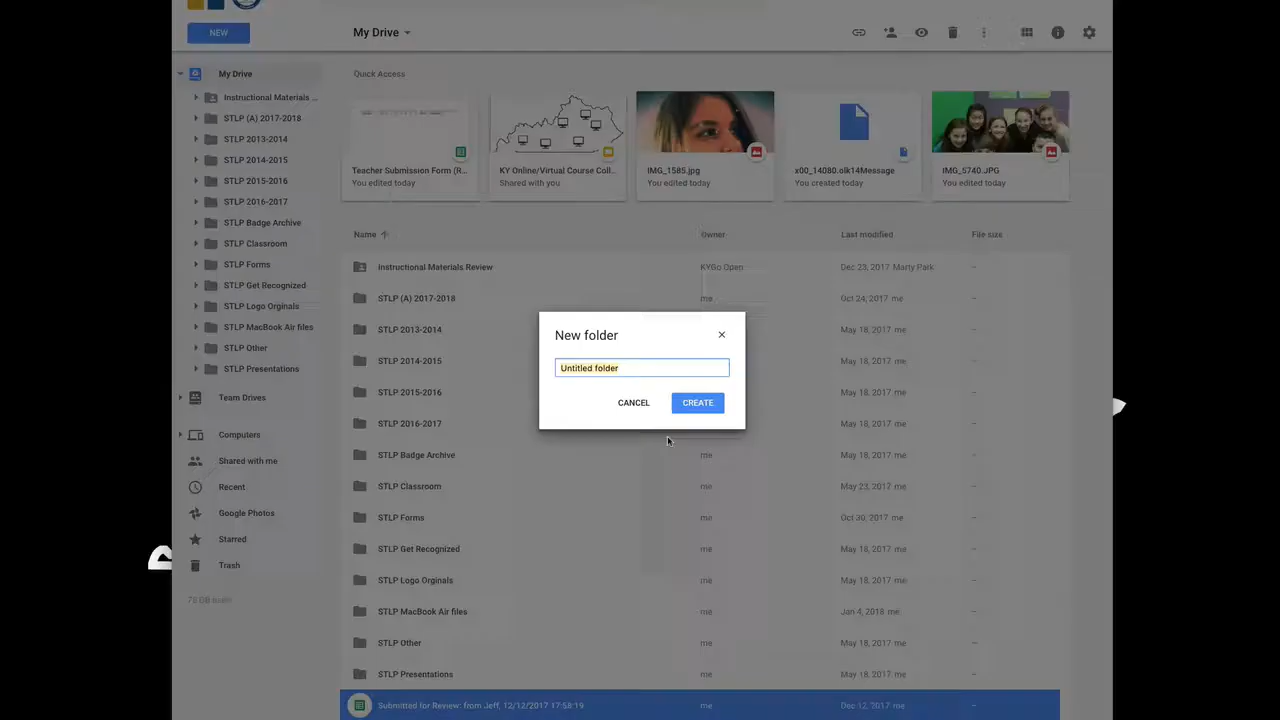 NEW
My Drive
My Drive
Instructional Materials ...
STLP (A) 2017-2018
STLP 2013-2014
STLP 2014-2015
STLP 2015-2016
STLP 2016-2017
STLP Badge Archive
STLP Classroom
STLP Forms
STLP Get Recognized
STLP Logo Orginals
STLP MacBook Air files
STLP Other
STLP Presentations
Team Drives
Computers
Shared with me
Recent
Google Photos
Starred
Trash
Quick Access
Teacher Submission Form (R...
You edited today
KY Online/Virtual Course Coll...
Shared with you
IMG_1585.jpg
You edited today
x00_14080.olk14Message
You created today
IMG_5740.JPG
You edited today
Name Owner Last modified File size
Instructional Materials Review KYGo Open Dec 23, 2017 Marty Park –
STLP (A) 2017-2018 me Oct 24, 2017 me –
STLP 2013-2014 May 18, 2017 me –
STLP 2014-2015 May 18, 2017 me –
STLP 2015-2016 May 18, 2017 me –
STLP 2016-2017 May 18, 2017 me –
STLP Badge Archive me May 18, 2017 me –
STLP Classroom me May 23, 2017 me –
STLP Forms me Oct 30, 2017 me –
STLP Get Recognized me May 18, 2017 me –
STLP Logo Orginals me May 18, 2017 me –
STLP MacBook Air files me Jan 4, 2018 me –
STLP Other me May 18, 2017 me –
STLP Presentations me May 18, 2017 me –
Submitted for Review: from Jeff, 12/12/2017 17:58:19 me Dec 12, 2017 me –
New folder
Untitled folder
CANCEL CREATE